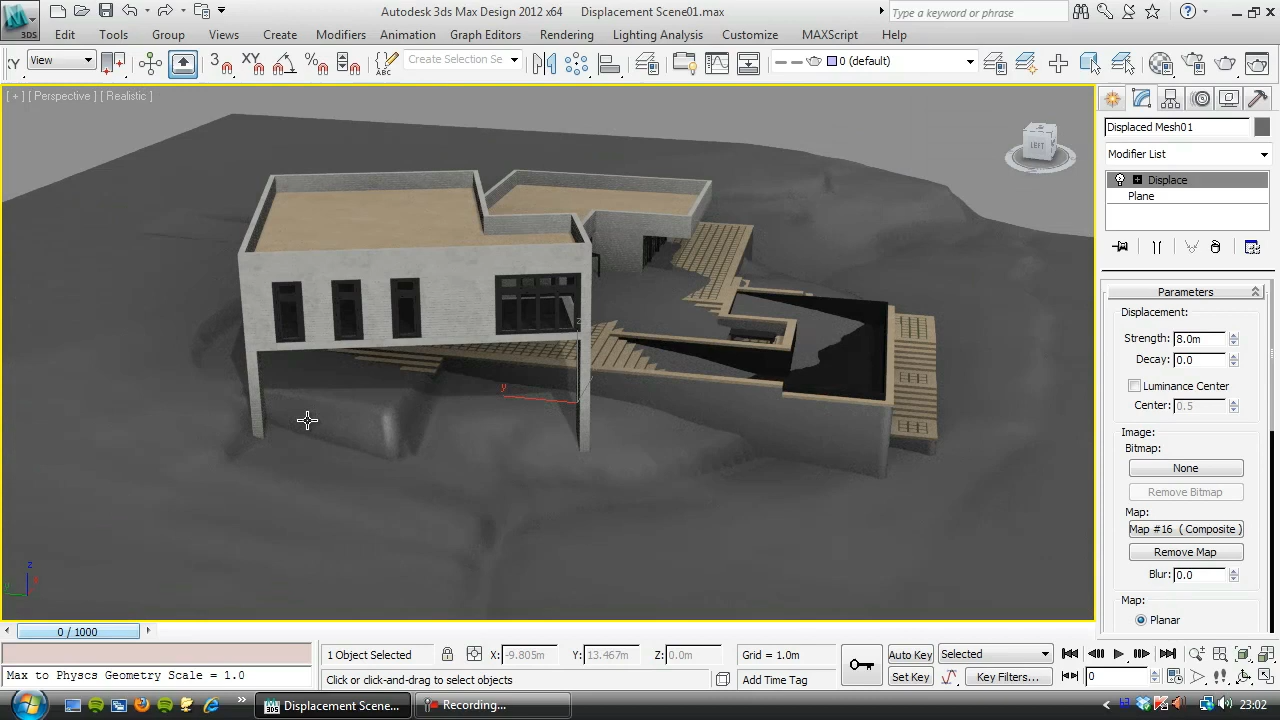 Autodesk 3ds Max Design 2012 x64 Displacement Scene01.max
Type a keyword or phrase
3DS
Edit Tools Group Views Create Modifiers Animation Graph Editors Rendering Lighting Analysis Customize MAXScript Help
XY View 3 XY % ABC Create Selection Se 0 (default)
[ + ] [ Perspective ] [ Realistic ]
LEFT
Displaced Mesh01
Modifier List
Displace
Plane
Parameters
Displacement:
Strength: 8.0m
Decay: 0.0
Luminance Center
Center: 0.5
Image:
Bitmap:
None
Remove Bitmap
Map:
Map #16 ( Composite )
Remove Map
Blur: 0.0
Map:
Planar
z
y
z
0 / 1000
1 Object Selected X: -9.805m Y: 13.467m Z: 0.0m Grid = 1.0m Auto Key Selected
Max to Physcs Geometry Scale = 1.0 Click or click-and-drag to select objects Add Time Tag Set Key Key Filters... 0
Displacement Scene... Recording... 23:02